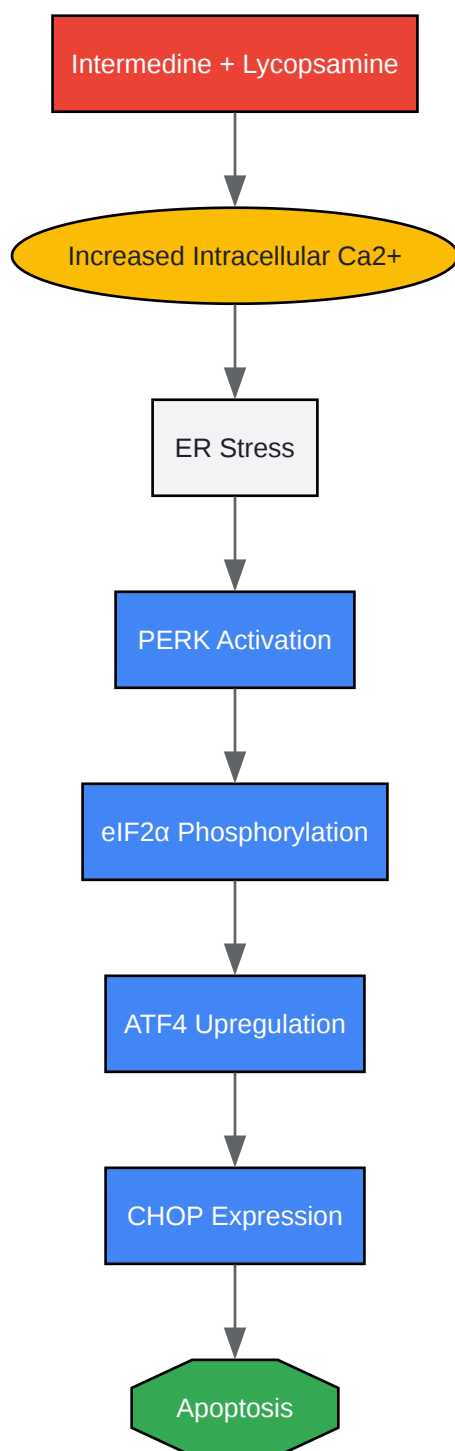 Intermedine + Lycopsamine
Increased Intracellular Ca2+
ER Stress
PERK Activation
eIF2α Phosphorylation
ATF4 Upregulation
CHOP Expression
Apoptosis